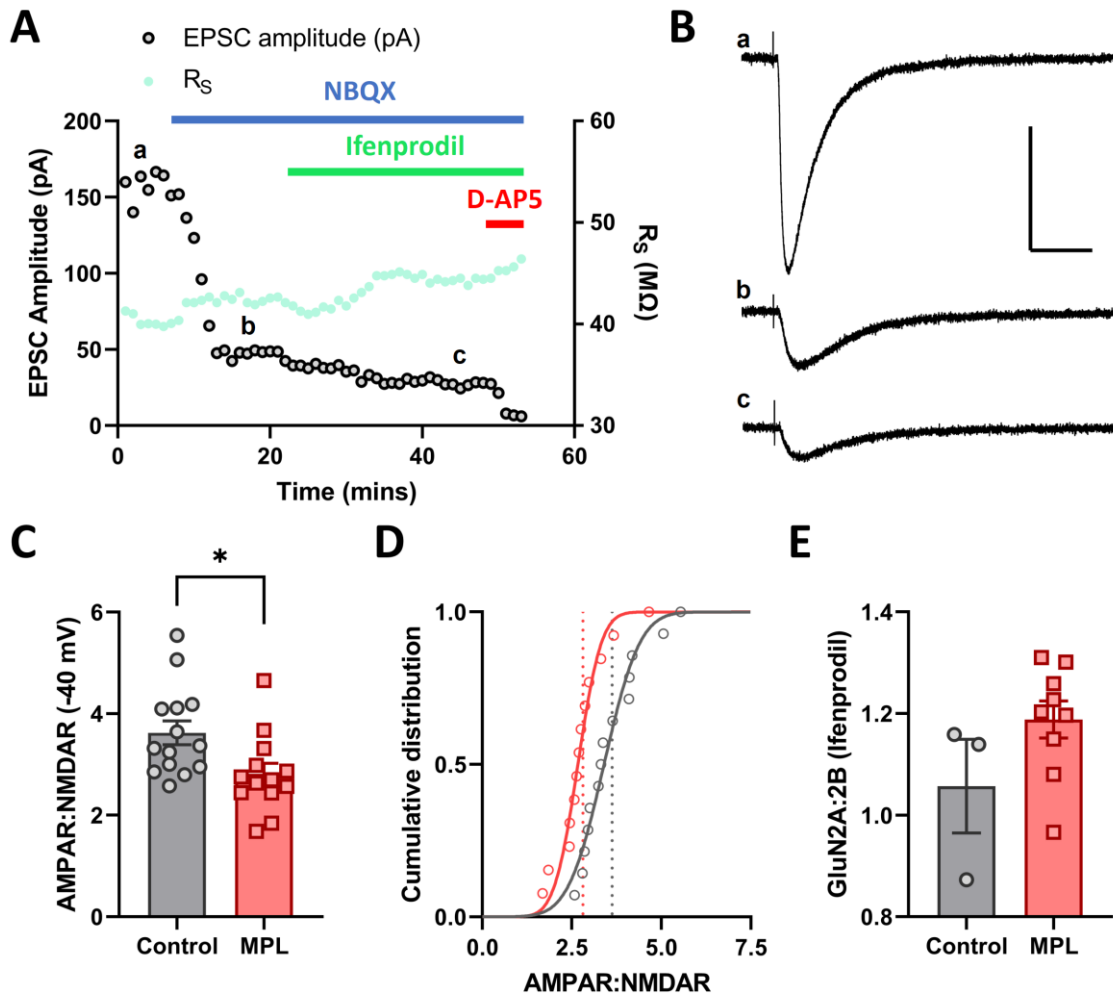 A
EPSC amplitude (pA)
R_S
NBQX
Ifenprodil
D-AP5
a
b
c
EPSC Amplitude (pA)
200
150
100
50
0
R_S (MΩ)
60
50
40
30
0 20 40 60
Time (mins)
B
a
b
c
C
*
AMPAR:NMDAR (-40 mV)
6
4
2
0
Control MPL
D
Cumulative distribution
1.0
0.5
0.0
0.0 2.5 5.0 7.5
AMPAR:NMDAR
E
GluN2A:2B (Ifenprodil)
1.4
1.2
1.0
0.8
Control MPL